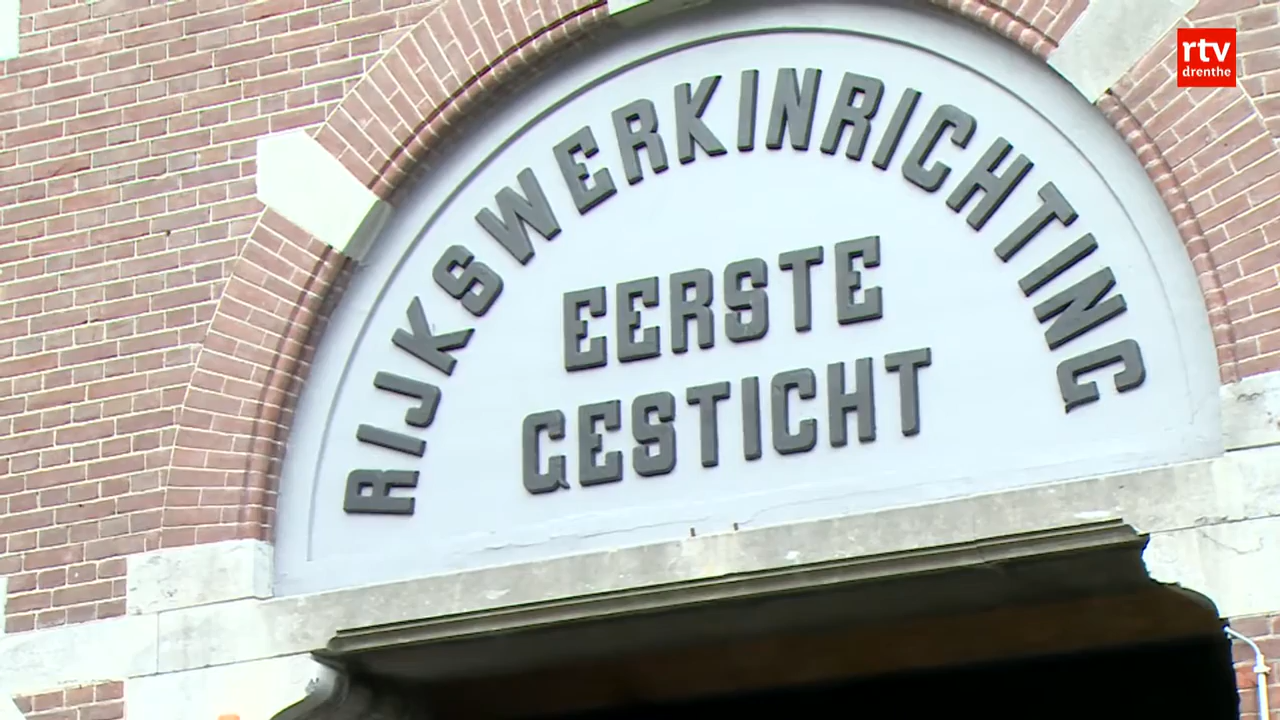 rtv
drenthe
RIJKSWERKINRICHTING
EERSTE
GESTICHT